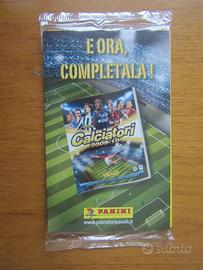 E ORA,
COMPLETALA!
Calciatori
2009-10
PANINI
www.calciatoripanini.it
subito